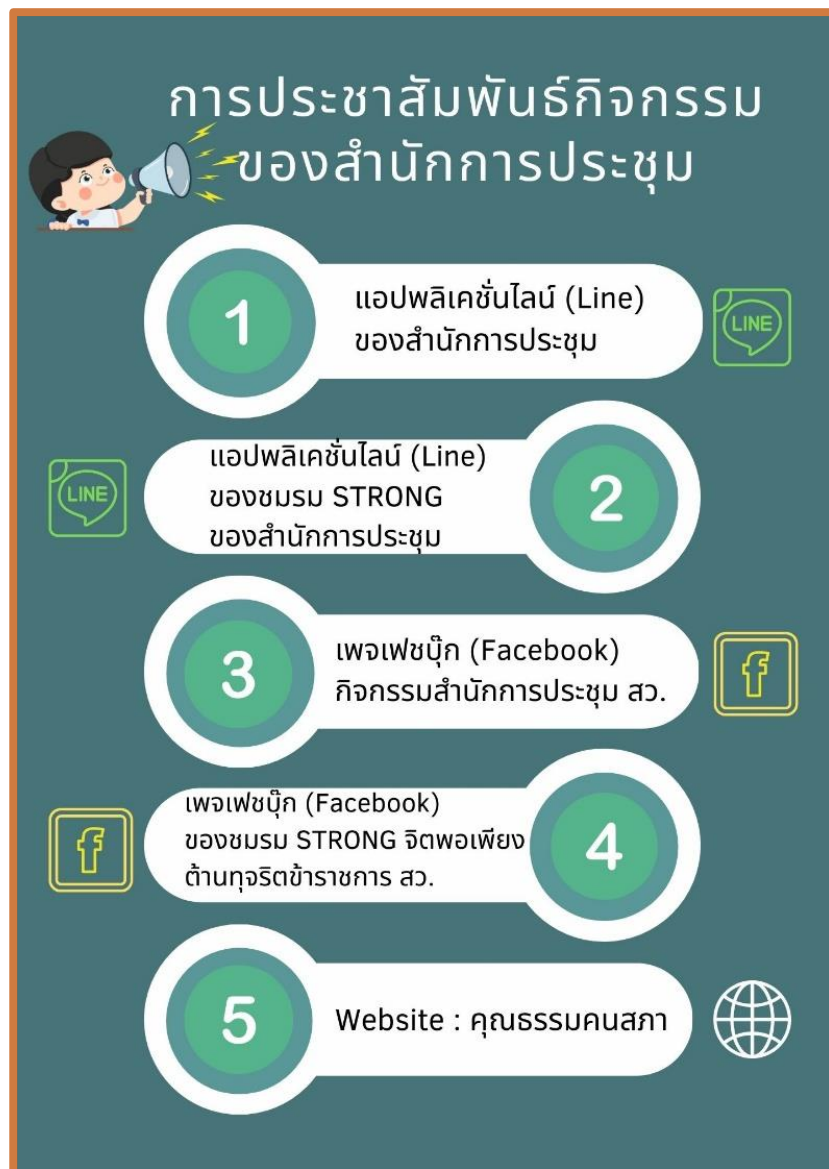 การประชาสัมพันธ์กิจกรรม
ของสำนักการประชุม
1
แอปพลิเคชั่นไลน์ (Line)
ของสำนักการประชุม
LINE
แอปพลิเคชั่นไลน์ (Line)
ของชมรม STRONG
ของสำนักการประชุม
2
LINE
3
เพจเฟซบุ๊ก (Facebook)
กิจกรรมสำนักการประชุม สว.
f
เพจเฟซบุ๊ก (Facebook)
ของชมรม STRONG จิตพอเพียง
ต้านทุจริตข้าราชการ สว.
4
f
5
Website : คุณธรรมคนสภา